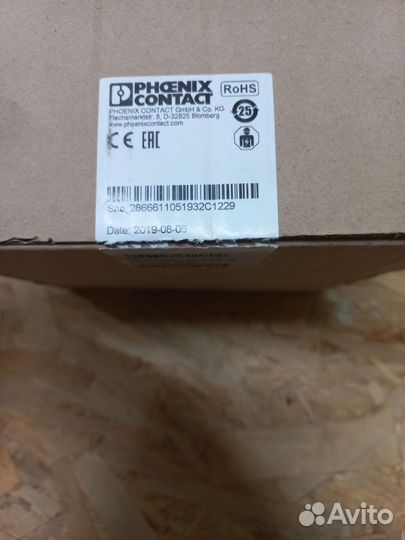 PHOENIX
CONTACT
RoHS
PHOENIX CONTACT GmbH & Co. KG
Flachsmarktstr. 8, D-32825 Blomberg
www.phoenixcontact.com
25
CE EAC
2866611051932C1229
Date: 2019-08-05
Avito